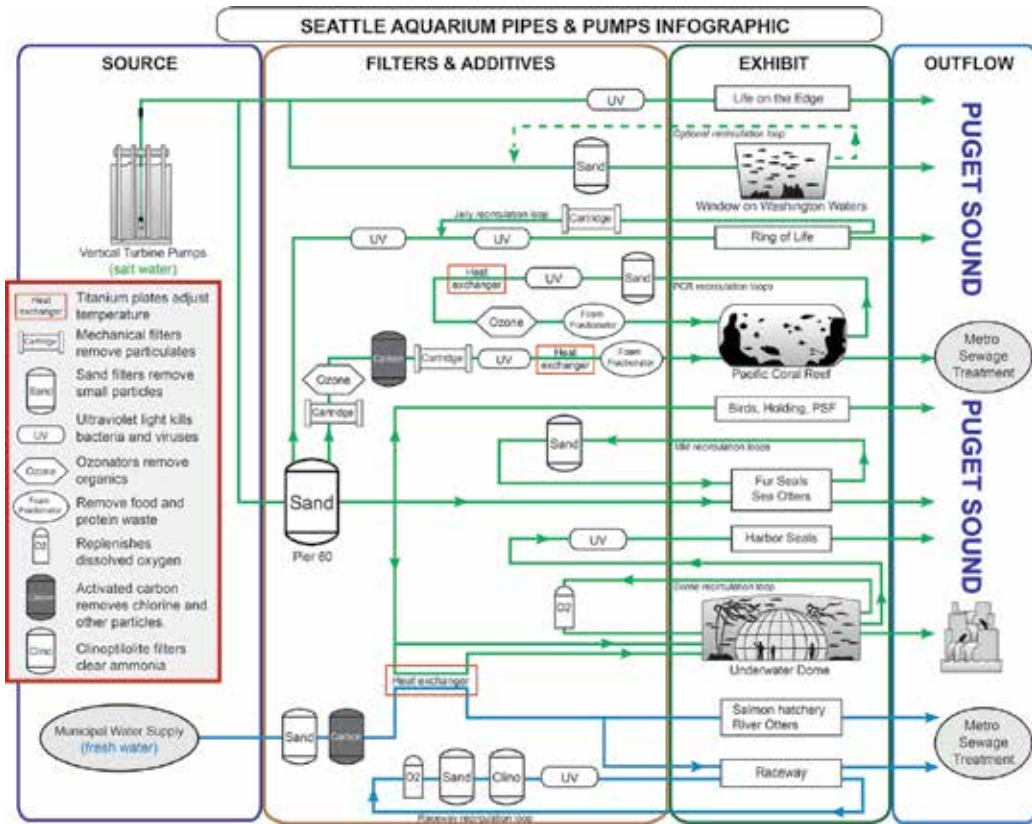 SEATTLE AQUARIUM PIPES & PUMPS INFOGRAPHIC
SOURCE
FILTERS & ADDITIVES
EXHIBIT
OUTFLOW
UV
Life on the Edge
Optional recirculation loop
Sand
Window on Washington Waters
Vertical Turbine Pumps
(salt water)
Jelly recirculation loop
Cartridge
UV
UV
Ring of Life
PUGET SOUND
Heat
exchanger
UV
Sand
PCR recirculation loops
Ozone
Foam
Fractionator
Carbon
Cartridge
UV
Heat
exchanger
Foam
Fractionator
Pacific Coral Reef
Metro
Sewage
Treatment
Ozone
Cartridge
Birds, Holding, PSF
Sand
MM recirculation loops
Sand
Pier 60
Fur Seals
Sea Otters
UV
Harbor Seals
PUGET SOUND
Dome recirculation loop
O2
Underwater Dome
Heat exchanger
Heat
exchanger
Titanium plates adjust
temperature
Cartridge
Mechanical filters
remove particulates
Sand
Sand filters remove
small particles
UV
Ultraviolet light kills
bacteria and viruses
Ozone
Ozonators remove
organics
Foam
Fractionator
Remove food and
protein waste
O2
Replenishes
dissolved oxygen
Carbon
Activated carbon
removes chlorine and
other particles
Clino
Clinoptilolite filters
clear ammonia
Municipal Water Supply
(fresh water)
Sand
Carbon
Salmon hatchery
River Otters
Metro
Sewage
Treatment
O2
Sand
Clino
UV
Raceway
Raceway recirculation loop